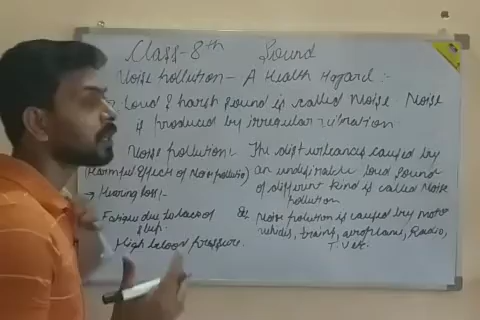 Class-8th Sound
Noise pollution - A Health Hazard :-
Loud & harsh sound is called Noise. Noise
is produced by irregular vibration.
Noise pollution:- The disturbances caused by
(Harmful Effect of Noise pollution) an undesirable loud sound
→ Hearing loss:- of different kind is called Noise
pollution
Fatigue due to lack of
sleep.
& Noise pollution is caused by motor
vehicles, trains, aeroplane, Radio,
High blood pressure.
T.V etc.